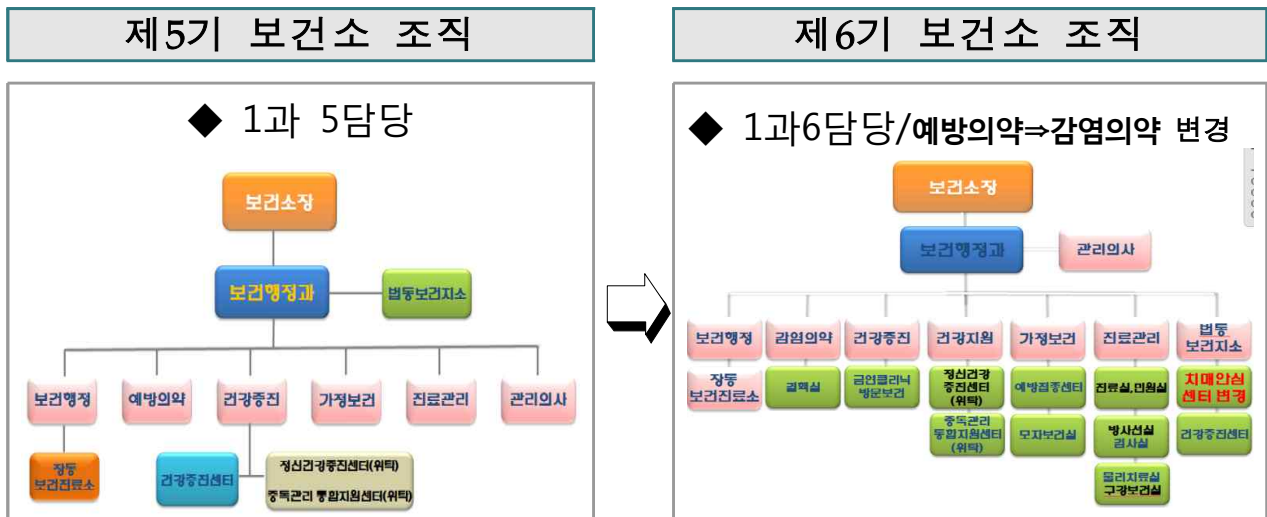 제5기 보건소 조직
◆ 1과 5담당
보건소장
보건행정과
법동보건지소
보건행정
예방의약
건강증진
가정보건
진료관리
관리의사
장동
보건진료소
건강증진센터
정신건강증진센터(위탁)
중독관리 통합지원센터(위탁)
제6기 보건소 조직
◆ 1과6담당/예방의약⇒감염의약 변경
보건소장
보건행정과
관리의사
보건행정
감염의약
건강증진
건강지원
가정보건
진료관리
법동
보건지소
장동
보건진료소
결핵실
금연클리닉
방문보건
정신건강
증진센터
(위탁)
예방접종센터
진료실,민원실
치매안심
센터 변경
중독관리
통합지원센터
(위탁)
모자보건실
방사선실
검사실
건강증진센터
물리치료실
구강보건실